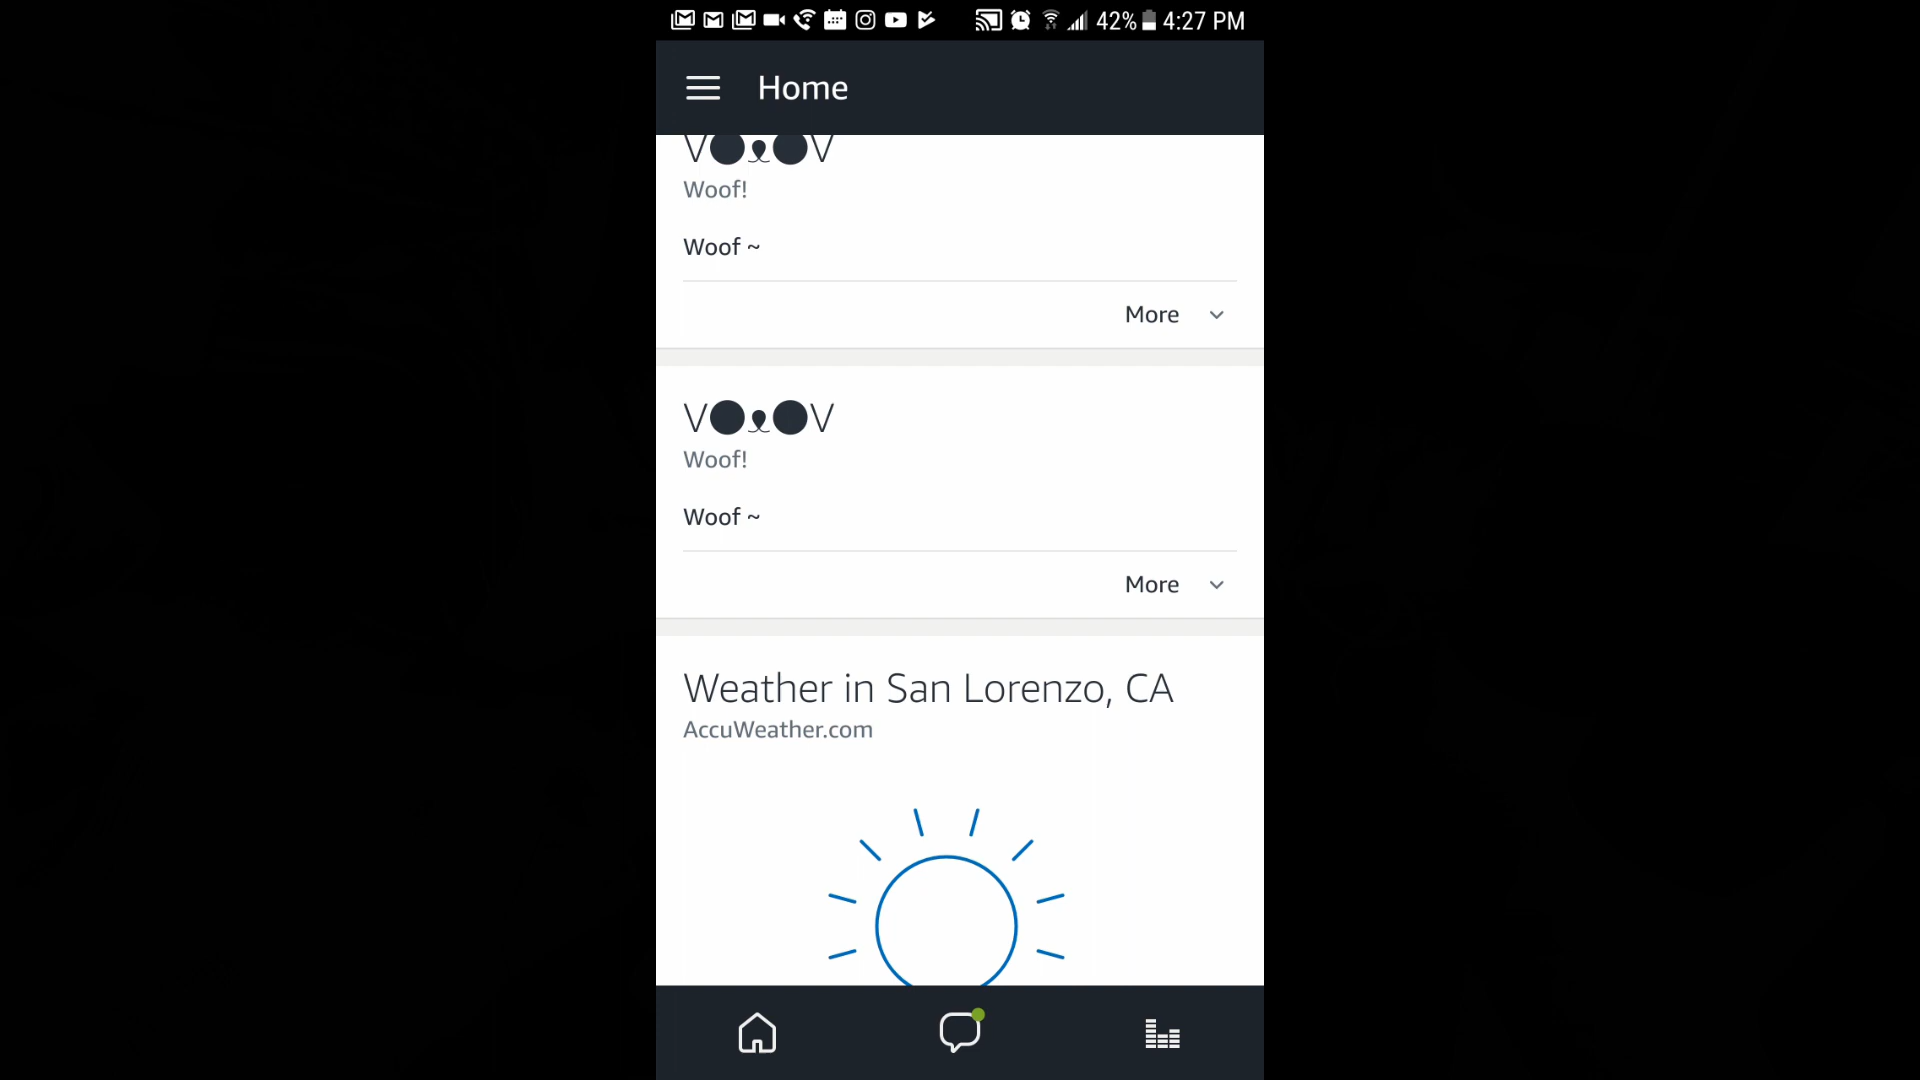 42% 4:27 PM
Home
V●ᴥ●V
Woof!
Woof ~
More
V●ᴥ●V
Woof!
Woof ~
More
Weather in San Lorenzo, CA
AccuWeather.com